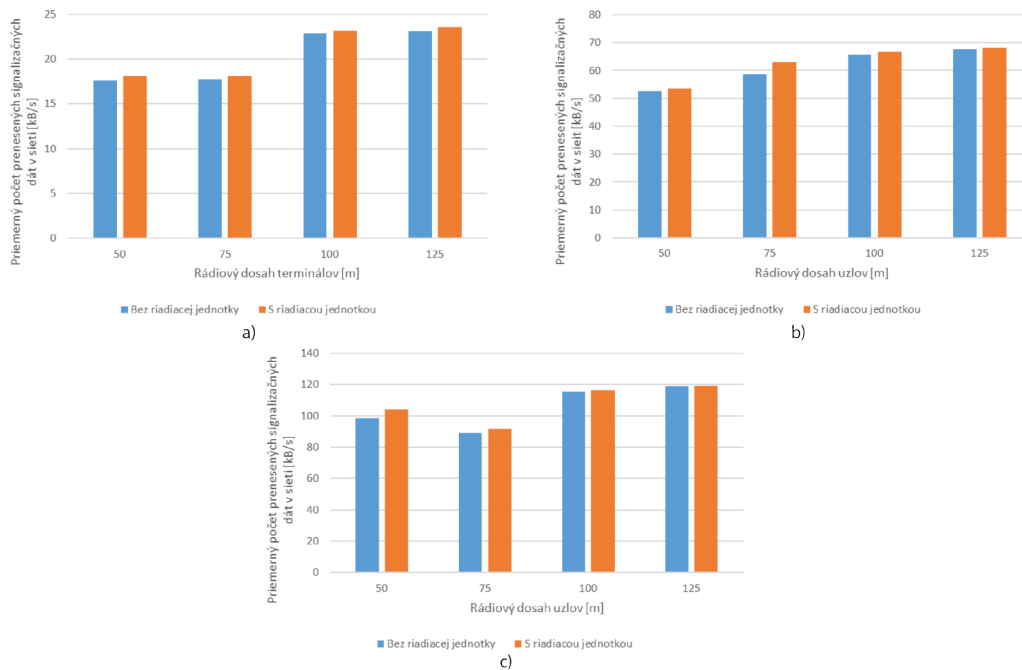 Priemerný počet prenesených signalizačných
dát v sieti [kB/s]
25
20
15
10
5
0
50
75
100
125
Rádiový dosah terminálov [m]
Bez riadiacej jednotky
S riadiacou jednotkou
a)
Priemerný počet prenesených signalizačných
dát v sieit [kB/s]
80
70
60
50
40
30
20
10
0
50
75
100
125
Rádiový dosah uzlov [m]
Bez riadiacej jednotky
S riadiacou jednotkou
b)
Priemerný počet prenesených signalizačných
dát v sieti [kB/s]
140
120
100
80
60
40
20
0
50
75
100
125
Rádiový dosah uzlov [m]
Bez riadiacej jednotky
S riadiacou jednotkou
c)